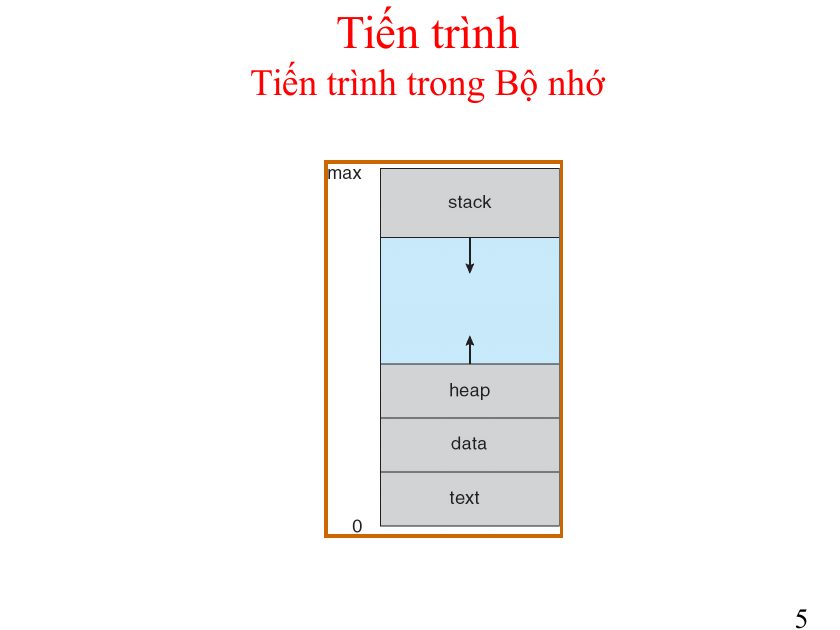 Tiến trình
Tiến trình trong Bộ nhớ
max
stack
heap
data
text
0
5